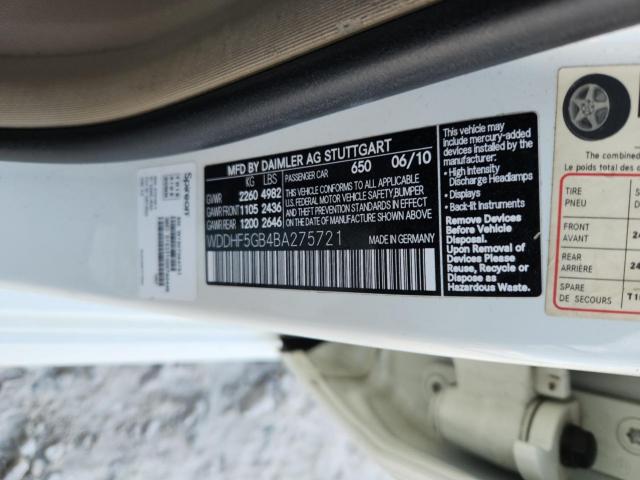 Spireon
MFD BY DAIMLER AG STUTTGART
KG LBS
PASSENGER CAR 650 06/10
GVWR 2260 4982
GAWR FRONT 1105 2436
GAWR REAR 1200 2646
THIS VEHICLE CONFORMS TO ALL APPLICABLE
U.S. FEDERAL MOTOR VEHICLE SAFETY, BUMPER
AND THEFT PREVENTION STANDARDS
IN EFFECT ON THE DATE OF
MANUFACTURE SHOWN ABOVE.
WDDHF5GB4BA275721
MADE IN GERMANY
This vehicle may
include mercury-added
devices installed by the
manufacturer:
• High Intensity
Discharge Headlamps
• Displays
Remove Devices
Before Vehicle
Disposal.
Upon Removal of
Devices Please
Reuse, Recycle or
Dispose as
Hazardous Waste.
The combined
Le poids total des
TIRE
PNEU
FRONT
AVANT
REAR
ARRIÈRE
SPARE
DE SECOURS